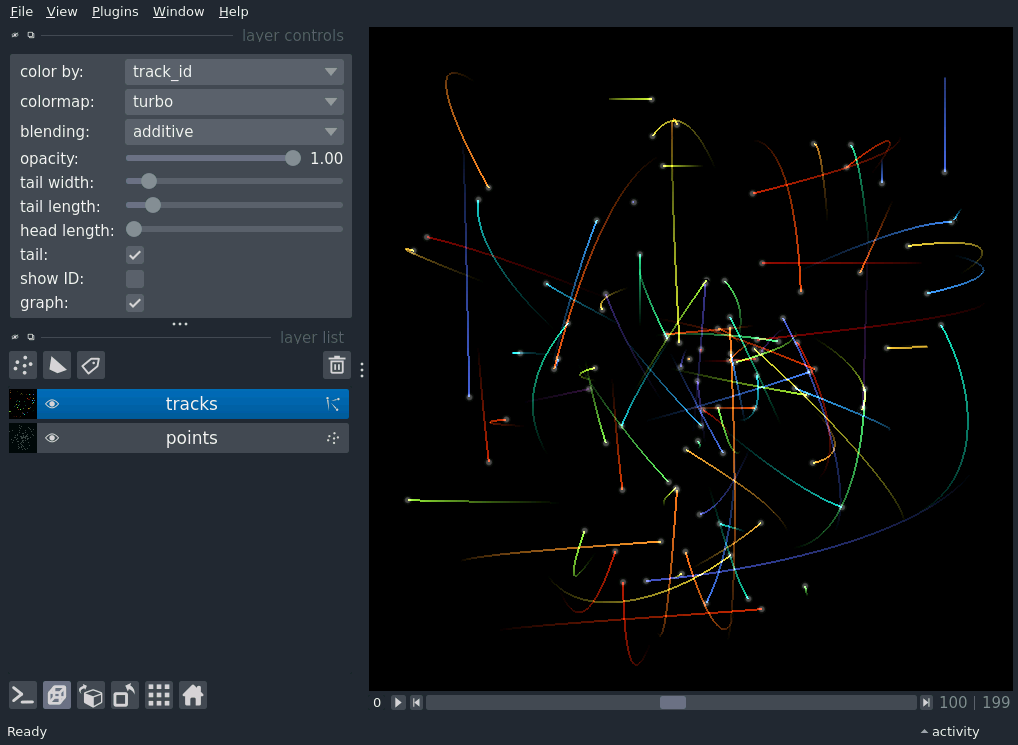 File View Plugins Window Help
layer controls
color by: track_id
colormap: turbo
blending: additive
opacity: 1.00
tail width:
tail length:
head length:
tail:
show ID:
graph:
layer list
tracks
points
0 100 | 199
Ready activity